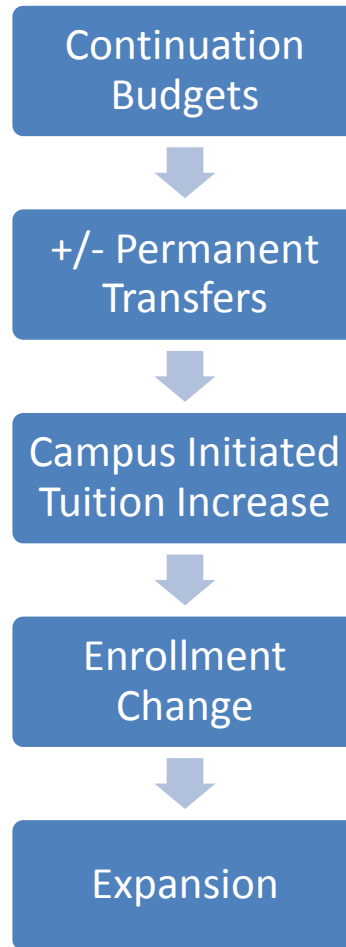 Continuation
Budgets
+/- Permanent
Transfers
Campus Initiated
Tuition Increase
Enrollment
Change
Expansion